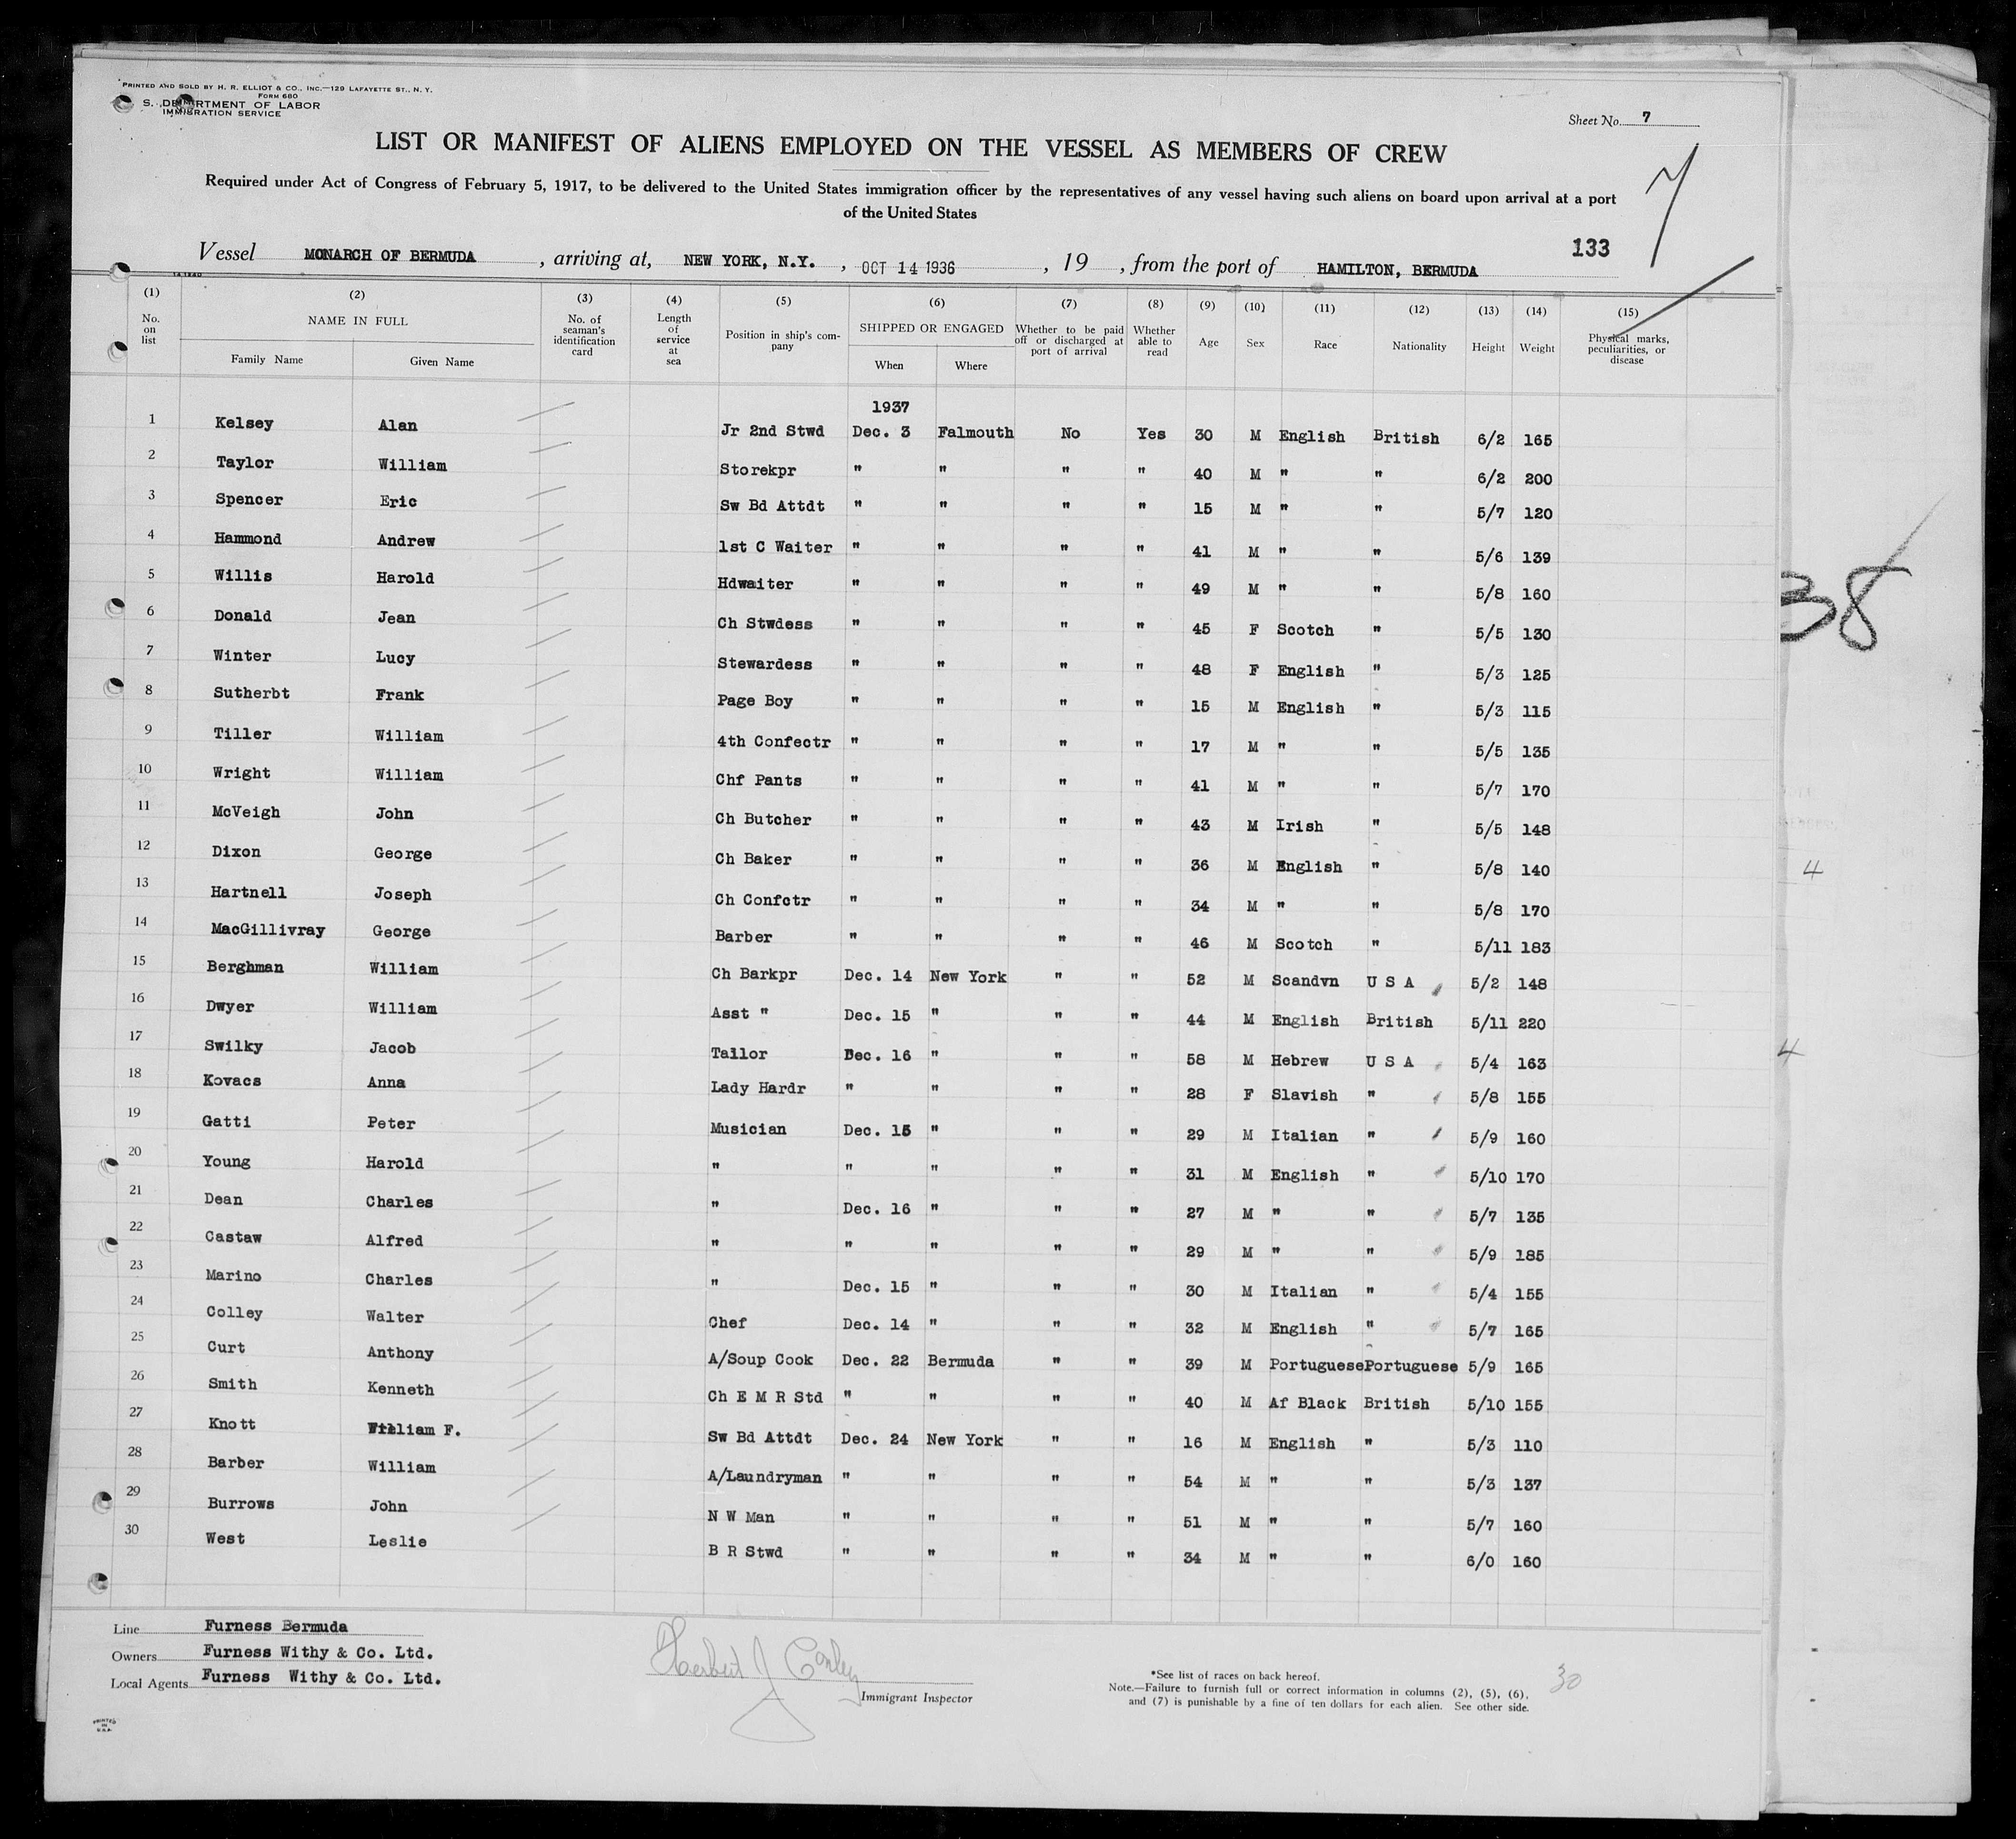 PRINTED AND SOLD BY H. R. ELLIOT & CO., INC.—129 LAFAYETTE ST., N. Y.
FORM 680
S. DEPARTMENT OF LABOR
IMMIGRATION SERVICE
Sheet No. 7
LIST OR MANIFEST OF ALIENS EMPLOYED ON THE VESSEL AS MEMBERS OF CREW
7
Required under Act of Congress of February 5, 1917, to be delivered to the United States immigration officer by the representatives of any vessel having such aliens on board upon arrival at a port
of the United States
133
Vessel MONARCH OF BERMUDA, arriving at, NEW YORK, N.Y., OCT 14 1936, 19 , from the port of HAMILTON, BERMUDA
(1) (2) (3) (4) (5) (6) (7) (8) (9) (10) (11) (12) (13) (14) (15)
No. on list NAME IN FULL Family Name Given Name No. of seaman's identification card Length of service at sea Position in ship's company SHIPPED OR ENGAGED When Where Whether to be paid off or discharged at port of arrival Whether able to read Age Sex Race Nationality Height Weight Physical marks, peculiarities, or disease
1937
1 Kelsey Alan Jr 2nd Stwd Dec. 3 Falmouth No Yes 30 M English British 6/2 165
2 Taylor William Storekpr " " " " 40 M " " 6/2 200
3 Spencer Eric Sw Bd Attdt " " " " 15 M " " 5/7 120
4 Hammond Andrew 1st C Waiter " " " " 41 M " " 5/6 139
5 Willis Harold Hdwaiter " " " " 49 M " " 5/8 160
6 Donald Jean Ch Stwdess " " " " 45 F Scotch " 5/5 130
7 Winter Lucy Stewardess " " " " 48 F English " 5/3 125
8 Sutherbt Frank Page Boy " " " " 15 M English " 5/3 115
9 Tiller William 4th Confectr " " " " 17 M " " 5/5 135
10 Wright William Chf Pants " " " " 41 M " " 5/7 170
11 McVeigh John Ch Butcher " " " " 43 M Irish " 5/5 148
12 Dixon George Ch Baker " " " " 36 M English " 5/8 140
13 Hartnell Joseph Ch Confctr " " " " 34 M " " 5/8 170
14 MacGillivray George Barber " " " " 46 M Scotch " 5/11 183
15 Berghman William Ch Barkpr Dec. 14 New York " " 52 M Scandvn U S A 5/2 148
16 Dwyer William Asst " Dec. 15 " " " 44 M English British 5/11 220
17 Swilky Jacob Tailor Dec. 16 " " " 58 M Hebrew U S A 5/4 163
18 Kovacs Anna Lady Hardr " " " " 28 F Slavish " 5/8 155
19 Gatti Peter Musician Dec. 15 " " " 29 M Italian " 5/9 160
20 Young Harold " " " " " 31 M English " 5/10 170
21 Dean Charles " Dec. 16 " " " 27 M " " 5/7 135
22 Castaw Alfred " " " " " 29 M " " 5/9 185
23 Marino Charles " Dec. 15 " " " 30 M Italian " 5/4 155
24 Colley Walter Chef Dec. 14 " " " 32 M English " 5/7 165
25 Curt Anthony A/Soup Cook Dec. 22 Bermuda " " 39 M Portuguese Portuguese 5/9 165
26 Smith Kenneth Ch E M R Std " " " " 40 M Af Black British 5/10 155
27 Knott William F. Sw Bd Attdt Dec. 24 New York " " 16 M English " 5/3 110
28 Barber William A/Laundryman " " " " 54 M " " 5/3 137
29 Burrows John N W Man " " " " 51 M " " 5/7 160
30 West Leslie B R Stwd " " " " 34 M " " 6/0 160
38
4
4
Line Furness Bermuda
Owners Furness Withy & Co. Ltd.
Local Agents Furness Withy & Co. Ltd.
Herbert J Conley
Immigrant Inspector
*See list of races on back hereof.
Note.—Failure to furnish full or correct information in columns (2), (5), (6),
and (7) is punishable by a fine of ten dollars for each alien. See other side.
30
PRINTED
IN
U.S.A.